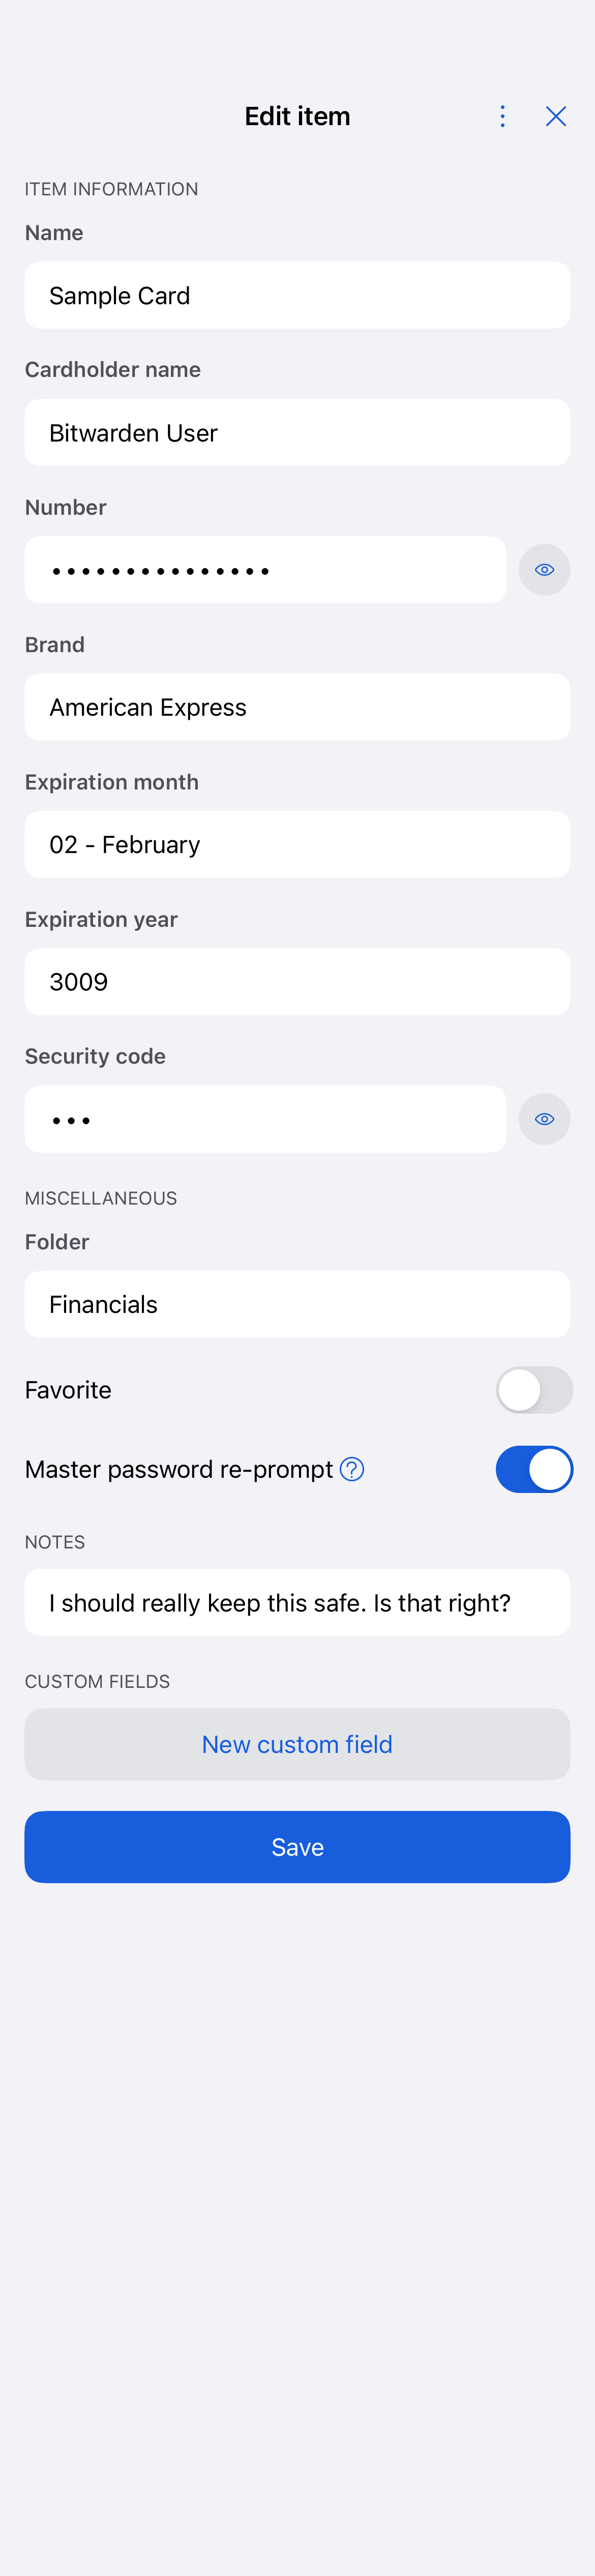 Edit item
ITEM INFORMATION
Name
Sample Card
Cardholder name
Bitwarden User
Number
•••••••••••••••
Brand
American Express
Expiration month
02 - February
Expiration year
3009
Security code
•••
MISCELLANEOUS
Folder
Financials
Favorite
Master password re-prompt ?
NOTES
I should really keep this safe. Is that right?
CUSTOM FIELDS
New custom field
Save